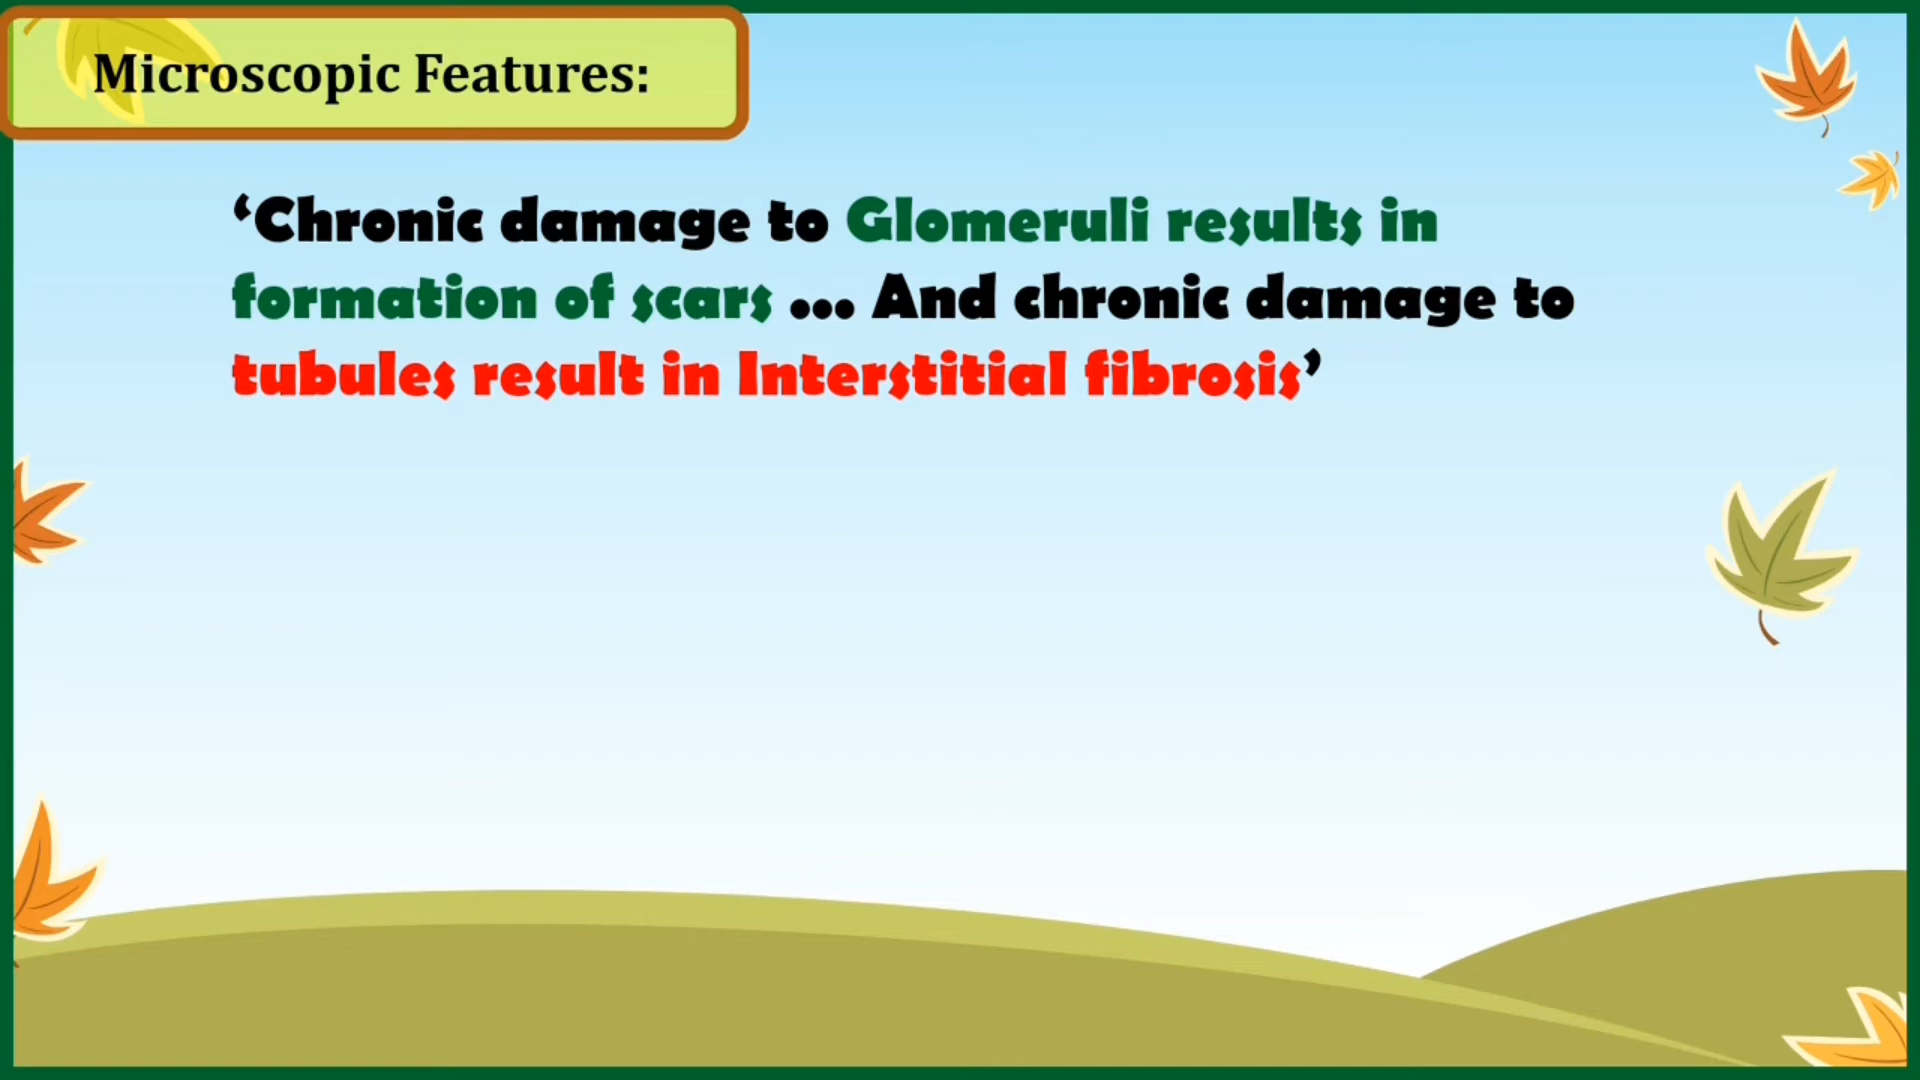 Microscopic Features:
‘Chronic damage to Glomeruli results in
formation of scars ... And chronic damage to
tubules result in Interstitial fibrosis’